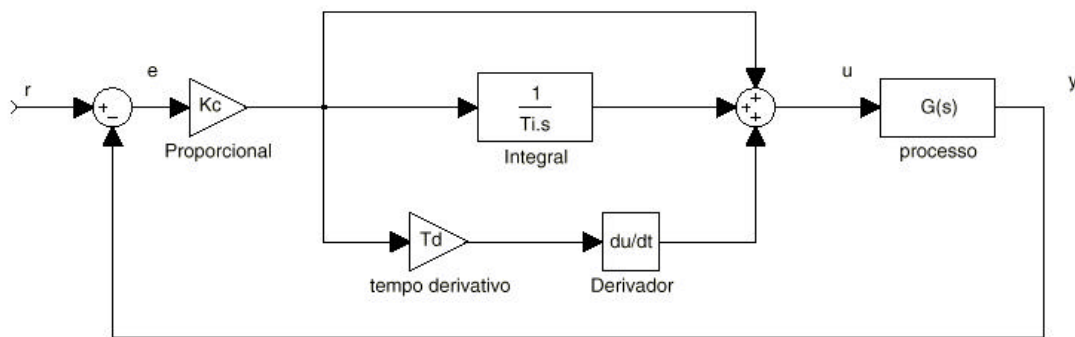 r
e
u
y
+
−
Kc
Proporcional
1
Ti.s
Integral
+
+
+
G(s)
processo
Td
tempo derivativo
du/dt
Derivador